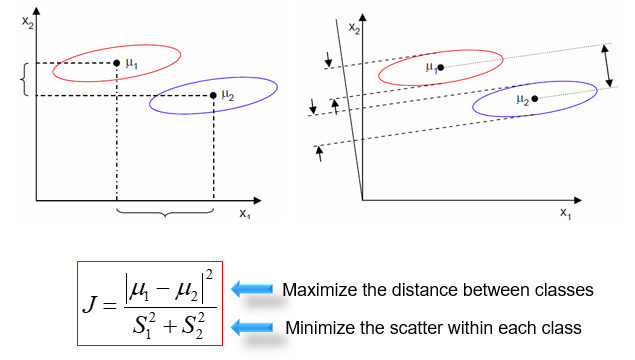 x₂
μ₁
μ₂
x₁
x₂
μ₁
μ₂
x₁
J = |μ₁ − μ₂|² / (S₁² + S₂²)
Maximize the distance between classes
Minimize the scatter within each class